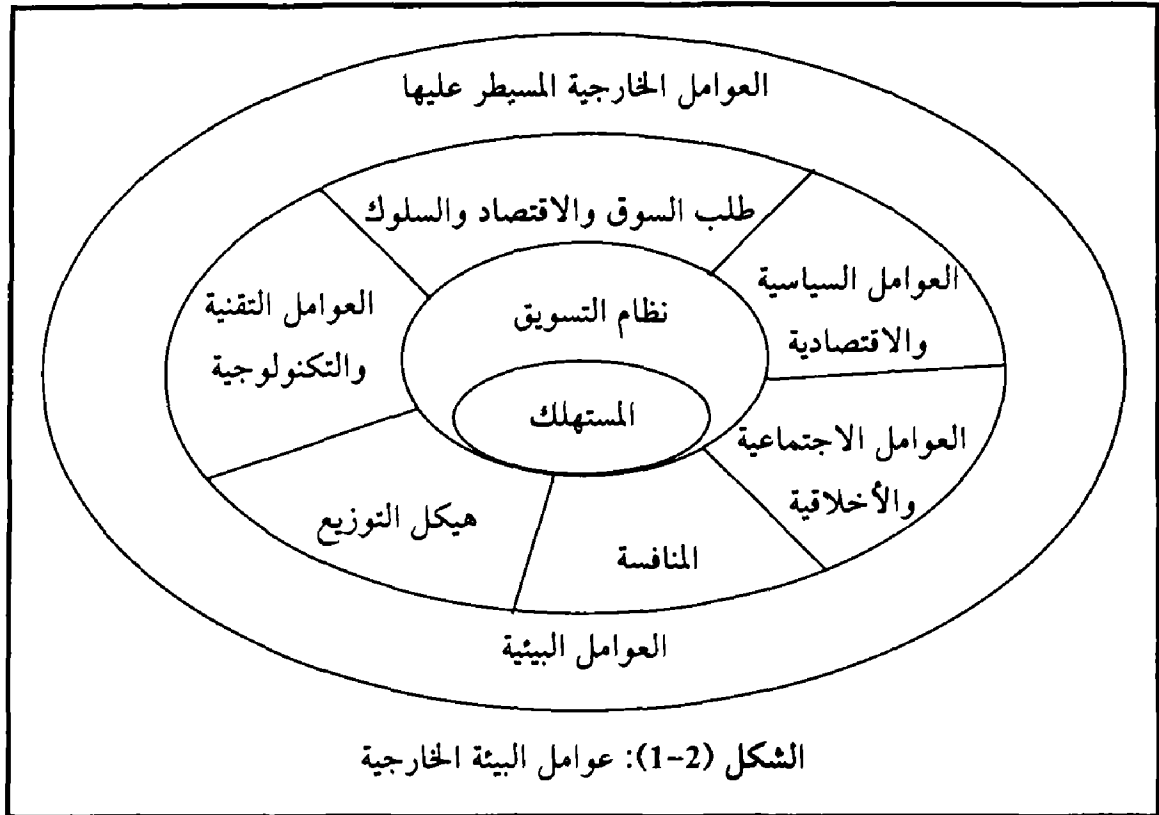 العوامل الخارجية المسيطر عليها
طلب السوق والاقتصاد والسلوك
العوامل السياسية
والاقتصادية
العوامل التقنية
والتكنولوجية
نظام التسويق
المستهلك
العوامل الاجتماعية
والأخلاقية
هيكل التوزيع
المنافسة
العوامل البيئية
الشكل (2-1): عوامل البيئة الخارجية